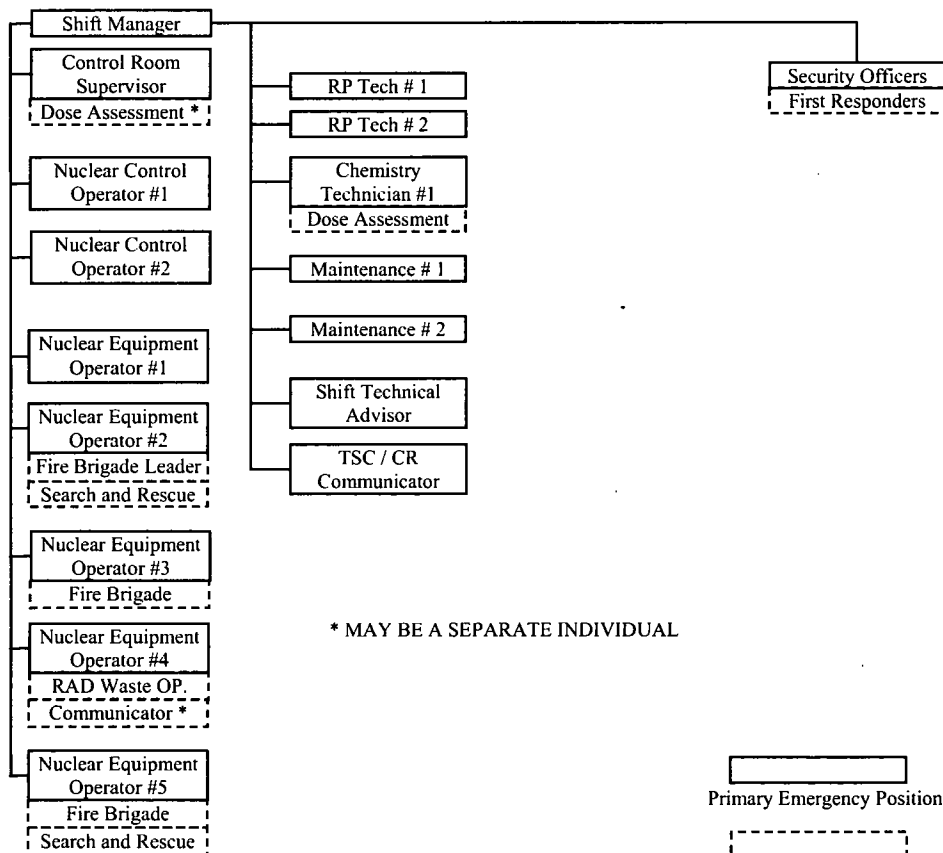 Shift Manager
Control Room
Supervisor
Dose Assessment *
Nuclear Control
Operator #1
Nuclear Control
Operator #2
Nuclear Equipment
Operator #1
Nuclear Equipment
Operator #2
Fire Brigade Leader
Search and Rescue
Nuclear Equipment
Operator #3
Fire Brigade
Nuclear Equipment
Operator #4
RAD Waste OP.
Communicator *
Nuclear Equipment
Operator #5
Fire Brigade
Search and Rescue
RP Tech # 1
RP Tech # 2
Chemistry
Technician #1
Dose Assessment
Maintenance # 1
Maintenance # 2
Shift Technical
Advisor
TSC / CR
Communicator
Security Officers
First Responders
* MAY BE A SEPARATE INDIVIDUAL
Primary Emergency Position